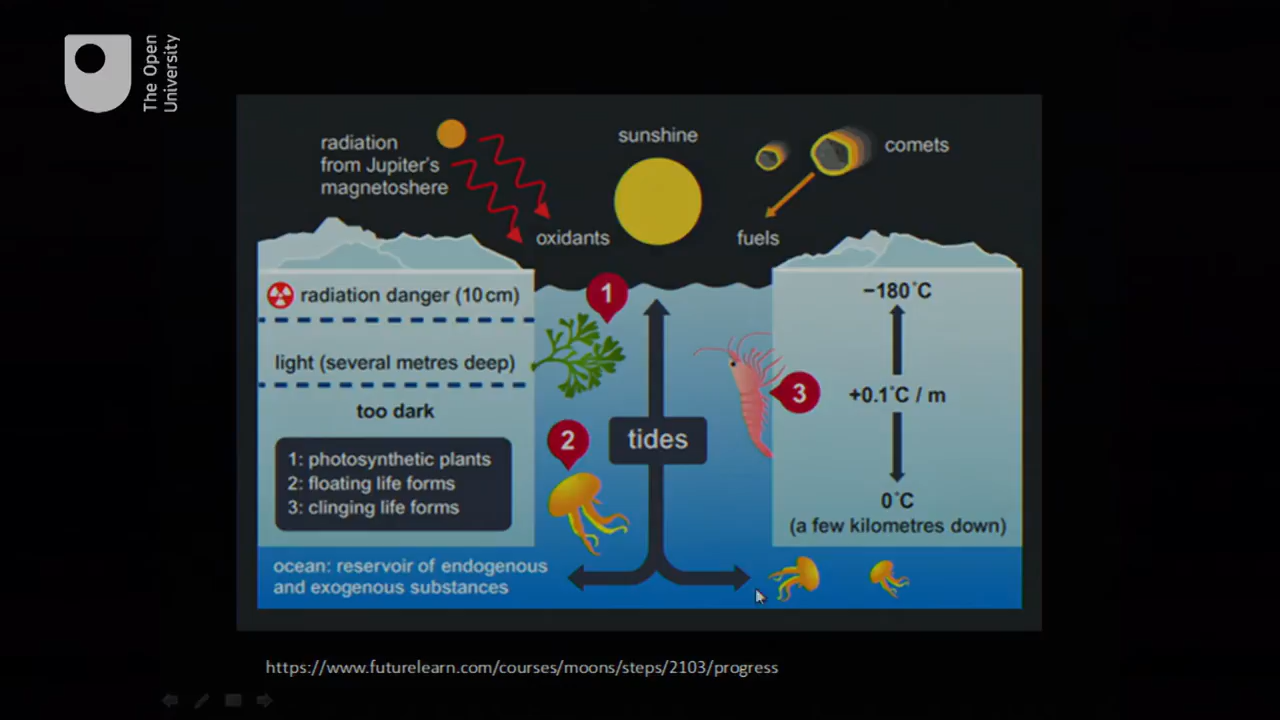 The Open
University
radiation
from Jupiter's
magnetoshere
sunshine
comets
oxidants
fuels
radiation danger (10 cm)
light (several metres deep)
too dark
1: photosynthetic plants
2: floating life forms
3: clinging life forms
ocean: reservoir of endogenous
and exogenous substances
1
2
tides
3
−180°C
+0.1°C / m
0°C
(a few kilometres down)
https://www.futurelearn.com/courses/moons/steps/2103/progress